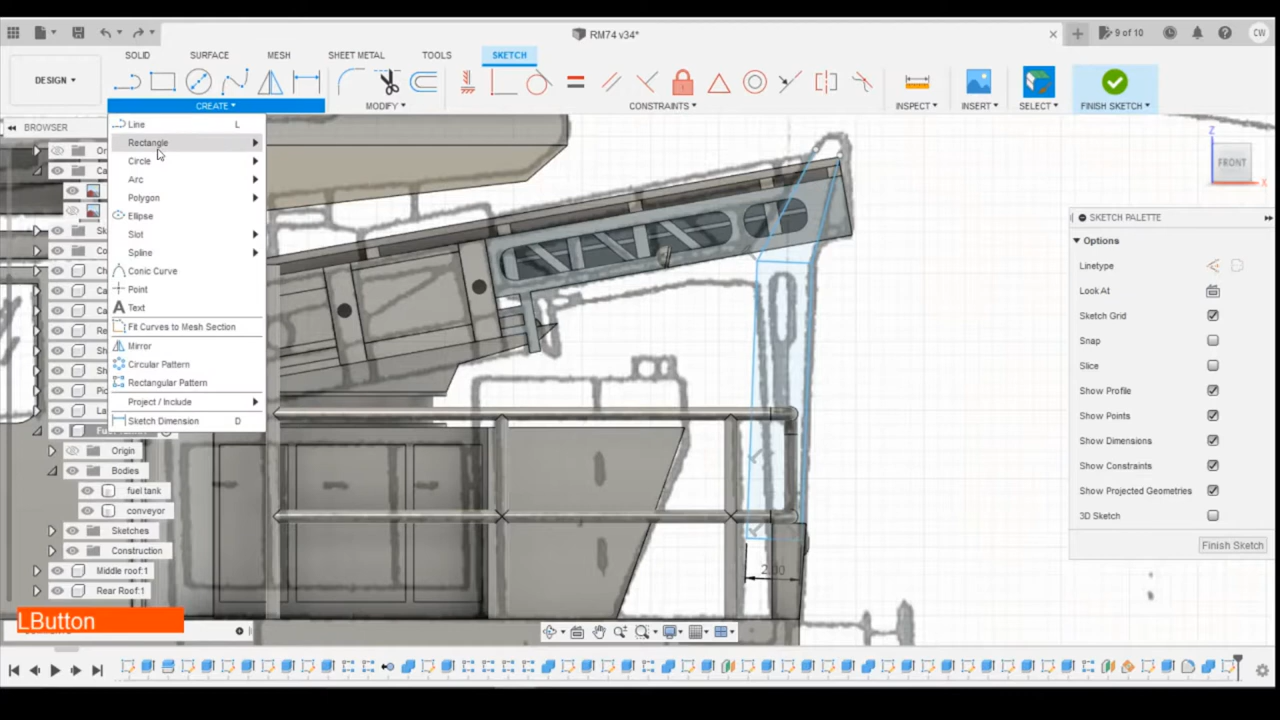 RM74 v34*
9 of 10
CW
DESIGN
SOLID
SURFACE
MESH
SHEET METAL
TOOLS
SKETCH
CREATE
MODIFY
CONSTRAINTS
INSPECT
INSERT
SELECT
FINISH SKETCH
BROWSER
Line L
Rectangle
Circle
Arc
Polygon
Ellipse
Slot
Spline
Conic Curve
Point
Text
Fit Curves to Mesh Section
Mirror
Circular Pattern
Rectangular Pattern
Project / Include
Sketch Dimension D
Origin
Bodies
fuel tank
conveyor
Sketches
Construction
Middle roof:1
Rear Roof:1
LButton
2.00
Z
FRONT
X
SKETCH PALETTE
Options
Linetype
Look At
Sketch Grid
Snap
Slice
Show Profile
Show Points
Show Dimensions
Show Constraints
Show Projected Geometries
3D Sketch
Finish Sketch